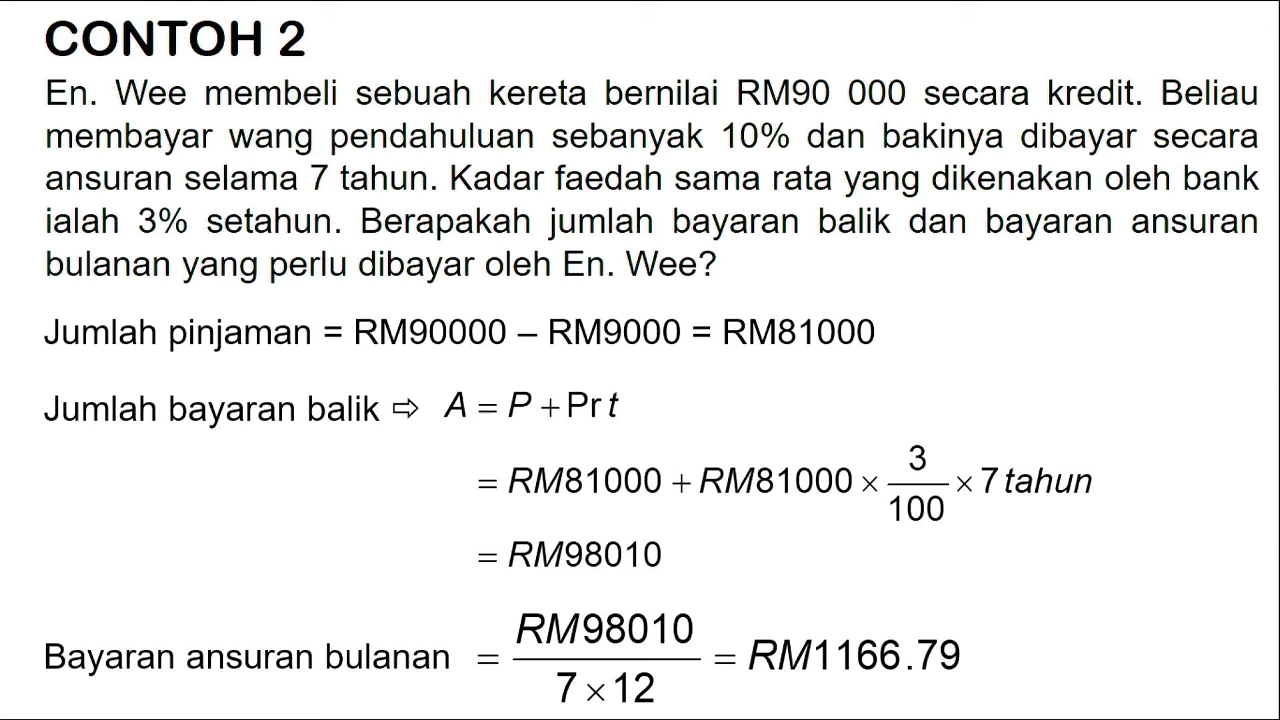 CONTOH 2
En. Wee membeli sebuah kereta bernilai RM90 000 secara kredit. Beliau
membayar wang pendahuluan sebanyak 10% dan bakinya dibayar secara
ansuran selama 7 tahun. Kadar faedah sama rata yang dikenakan oleh bank
ialah 3% setahun. Berapakah jumlah bayaran balik dan bayaran ansuran
bulanan yang perlu dibayar oleh En. Wee?
Jumlah pinjaman = RM90000 – RM9000 = RM81000
Jumlah bayaran balik ⇨ A = P + Pr t
= RM81000 + RM81000 × 3/100 × 7 tahun
= RM98010
Bayaran ansuran bulanan = RM98010/7 × 12 = RM1166.79